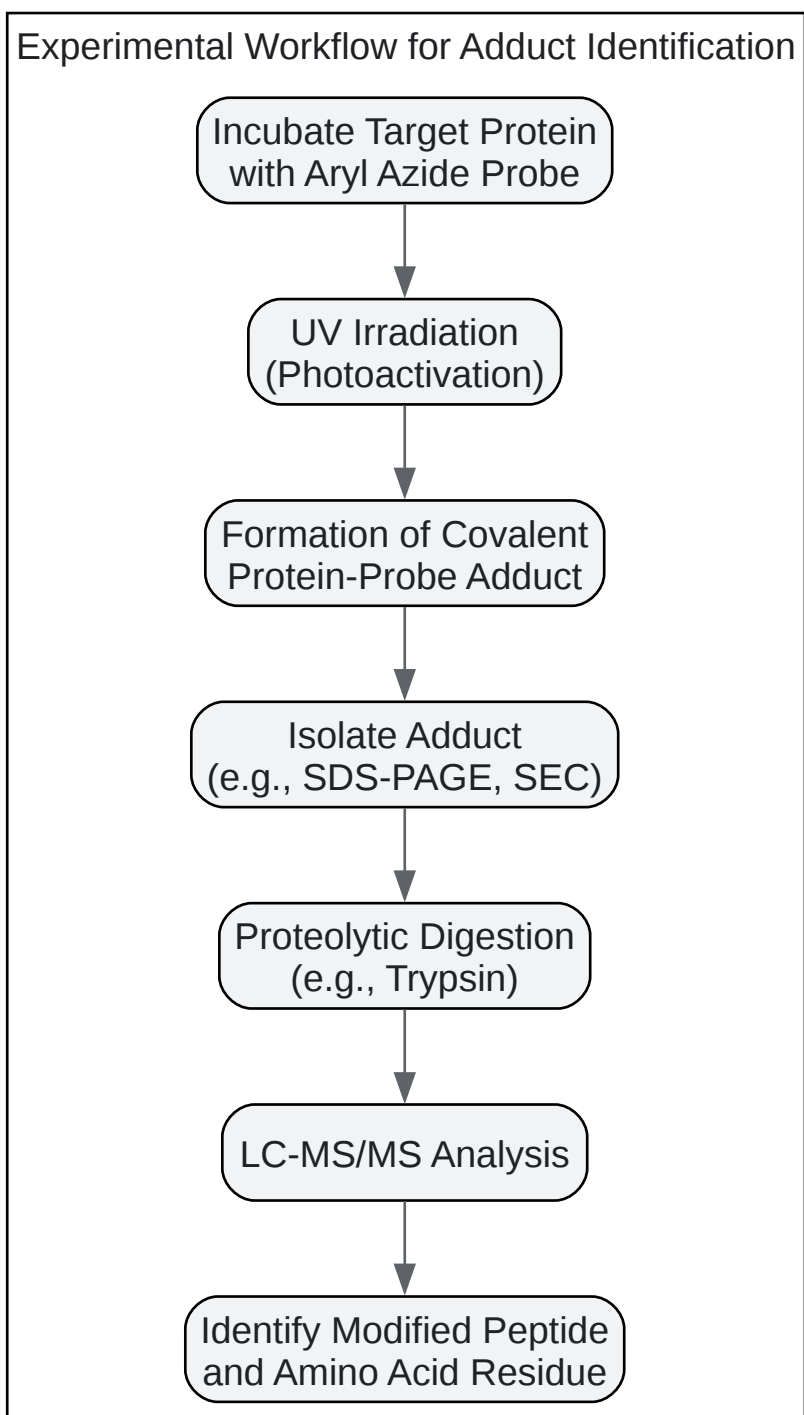 Experimental Workflow for Adduct Identification
Incubate Target Protein
with Aryl Azide Probe
UV Irradiation
(Photoactivation)
Formation of Covalent
Protein-Probe Adduct
Isolate Adduct
(e.g., SDS-PAGE, SEC)
Proteolytic Digestion
(e.g., Trypsin)
LC-MS/MS Analysis
Identify Modified Peptide
and Amino Acid Residue